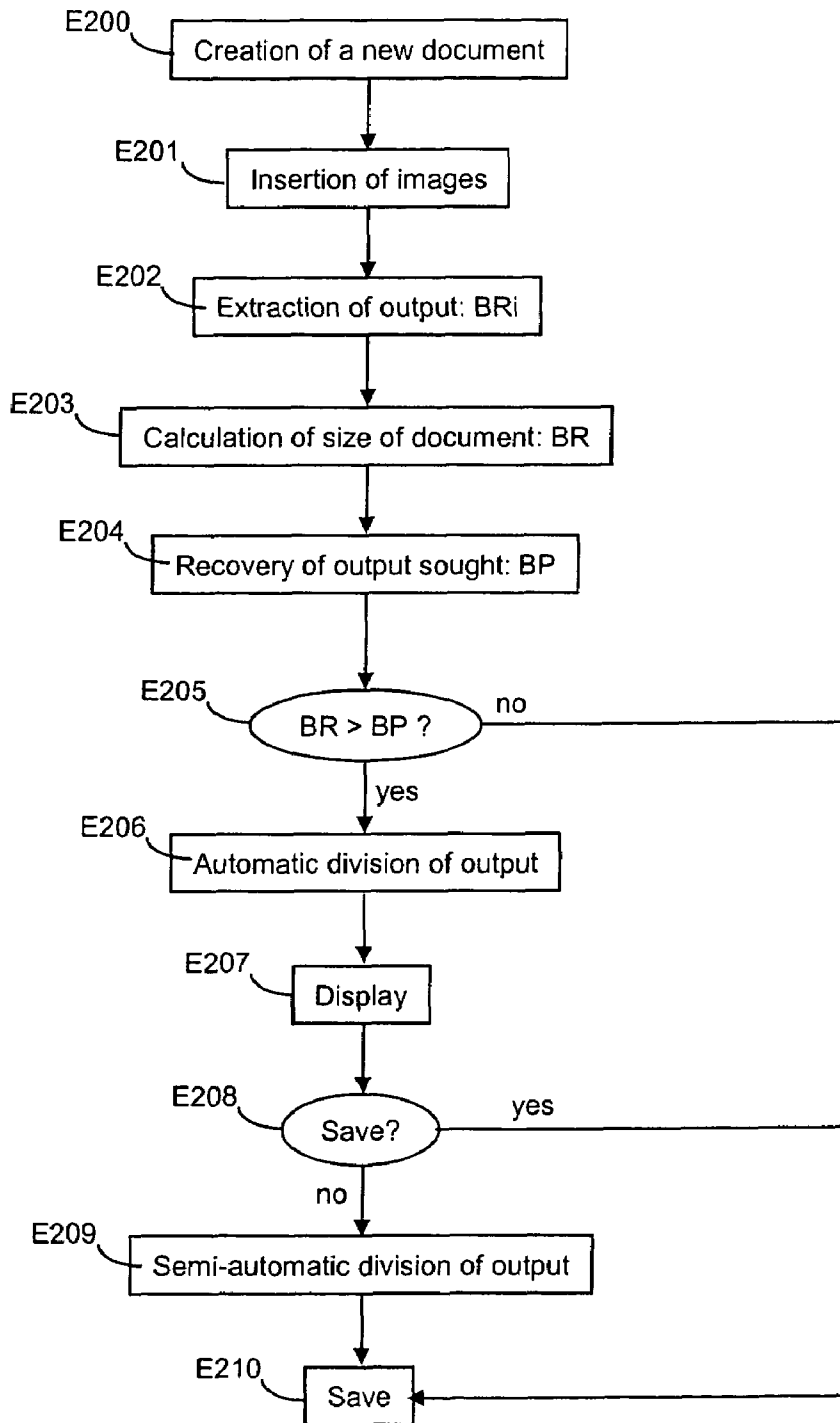 E200
Creation of a new document
E201
Insertion of images
E202
Extraction of output: BRi
E203
Calculation of size of document: BR
E204
Recovery of output sought: BP
E205
BR > BP ?
no
yes
E206
Automatic division of output
E207
Display
E208
Save?
yes
no
E209
Semi-automatic division of output
E210
Save